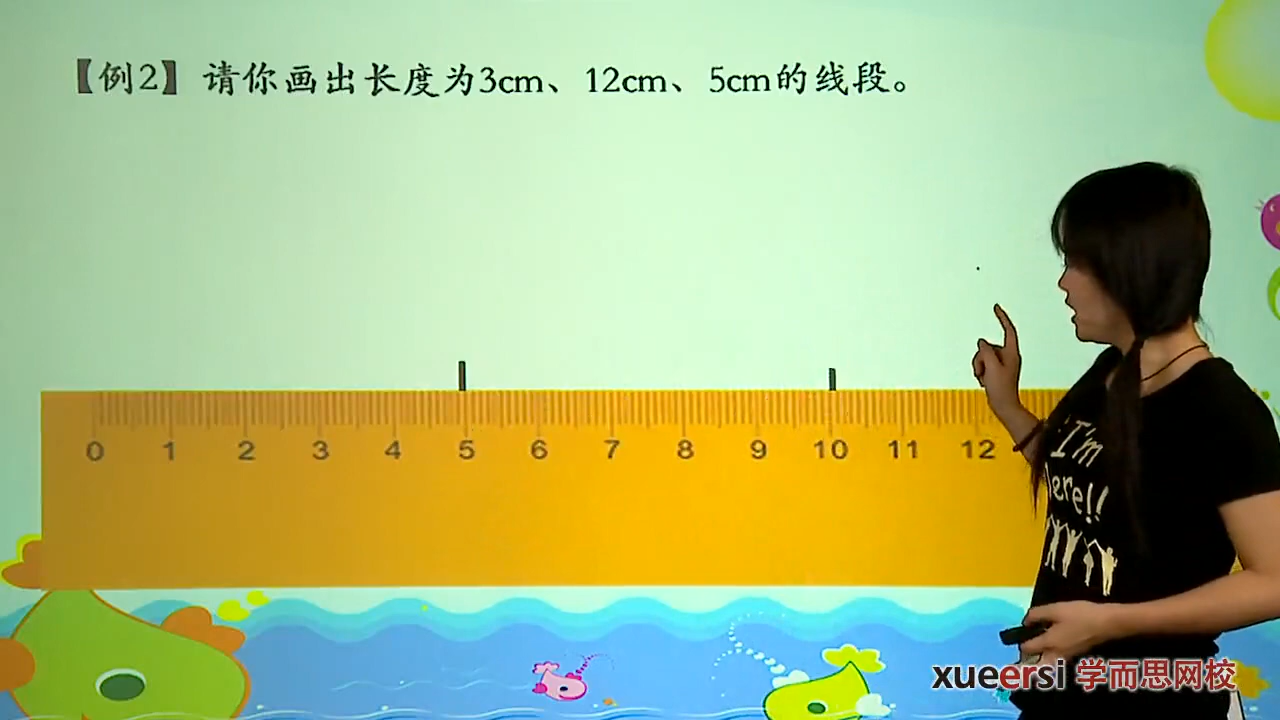 【例2】 请你画出长度为3cm、12cm、5cm的线段。
0 1 2 3 4 5 6 7 8 9 10 11 12
I'm
ere!!
xueersi 学而思网校